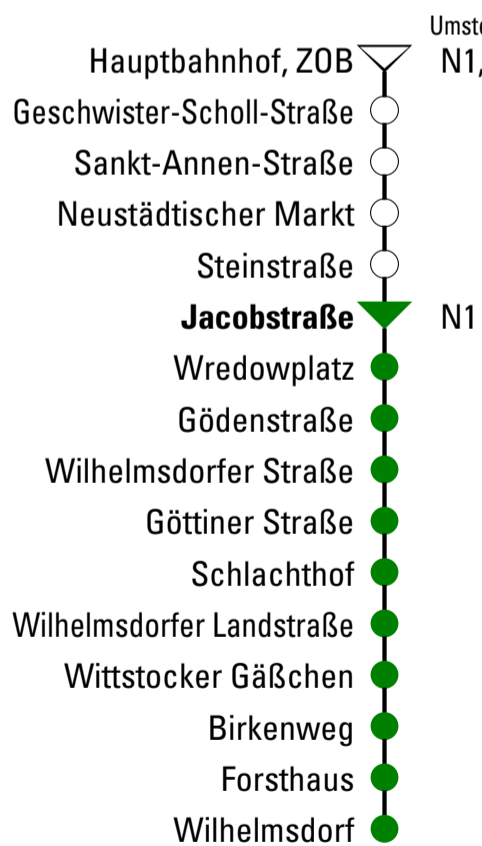 Hauptbahnhof, ZOB N1,
Geschwister-Scholl-Straße
Sankt-Annen-Straße
Neustädtischer Markt
Steinstraße
Jacobstraße N1
Wredowplatz
Gödenstraße
Wilhelmsdorfer Straße
Göttiner Straße
Schlachthof
Wilhelmsdorfer Landstraße
Wittstocker Gäßchen
Birkenweg
Forsthaus
Wilhelmsdorf